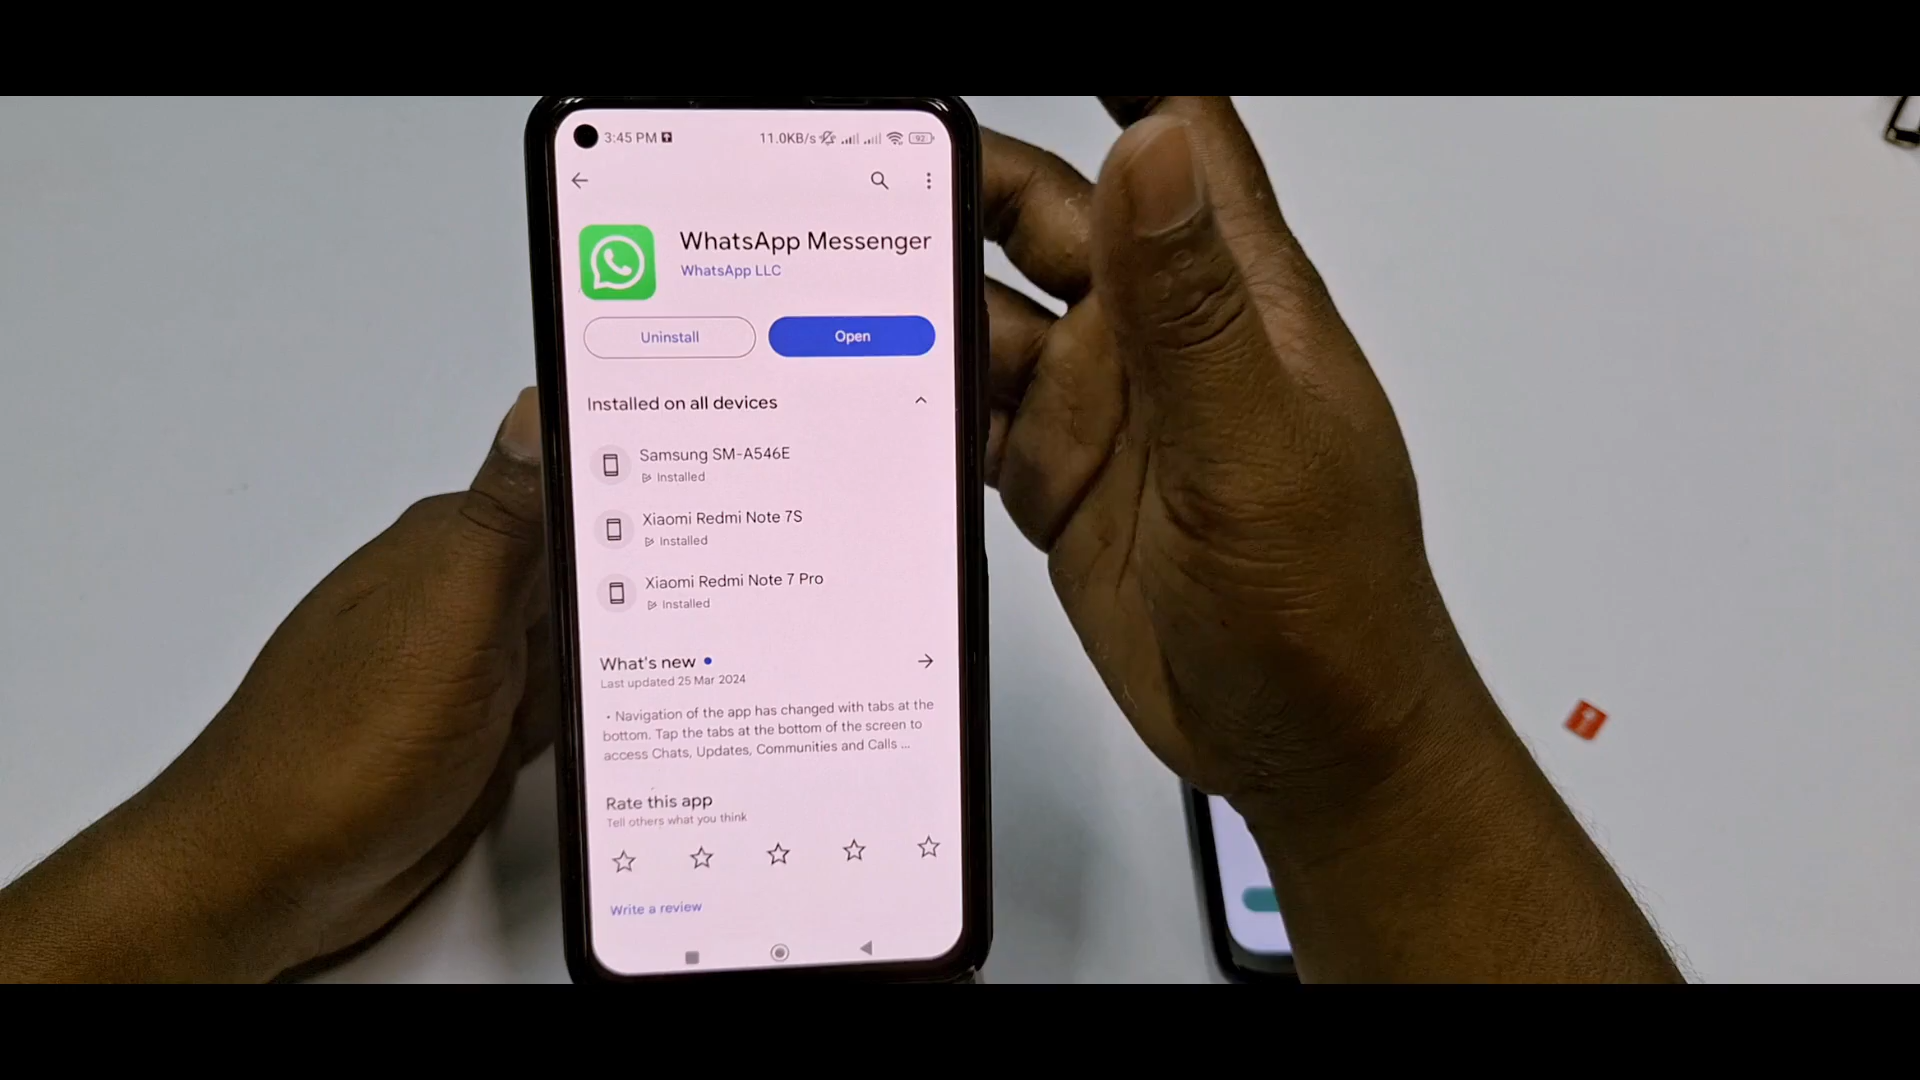 3:45 PM
11.0KB/s
92
WhatsApp Messenger
WhatsApp LLC
Uninstall
Open
Installed on all devices
Samsung SM-A546E
Installed
Xiaomi Redmi Note 7S
Installed
Xiaomi Redmi Note 7 Pro
Installed
What's new
Last updated 25 Mar 2024
• Navigation of the app has changed with tabs at the
bottom. Tap the tabs at the bottom of the screen to
access Chats, Updates, Communities and Calls ...
Rate this app
Tell others what you think
Write a review